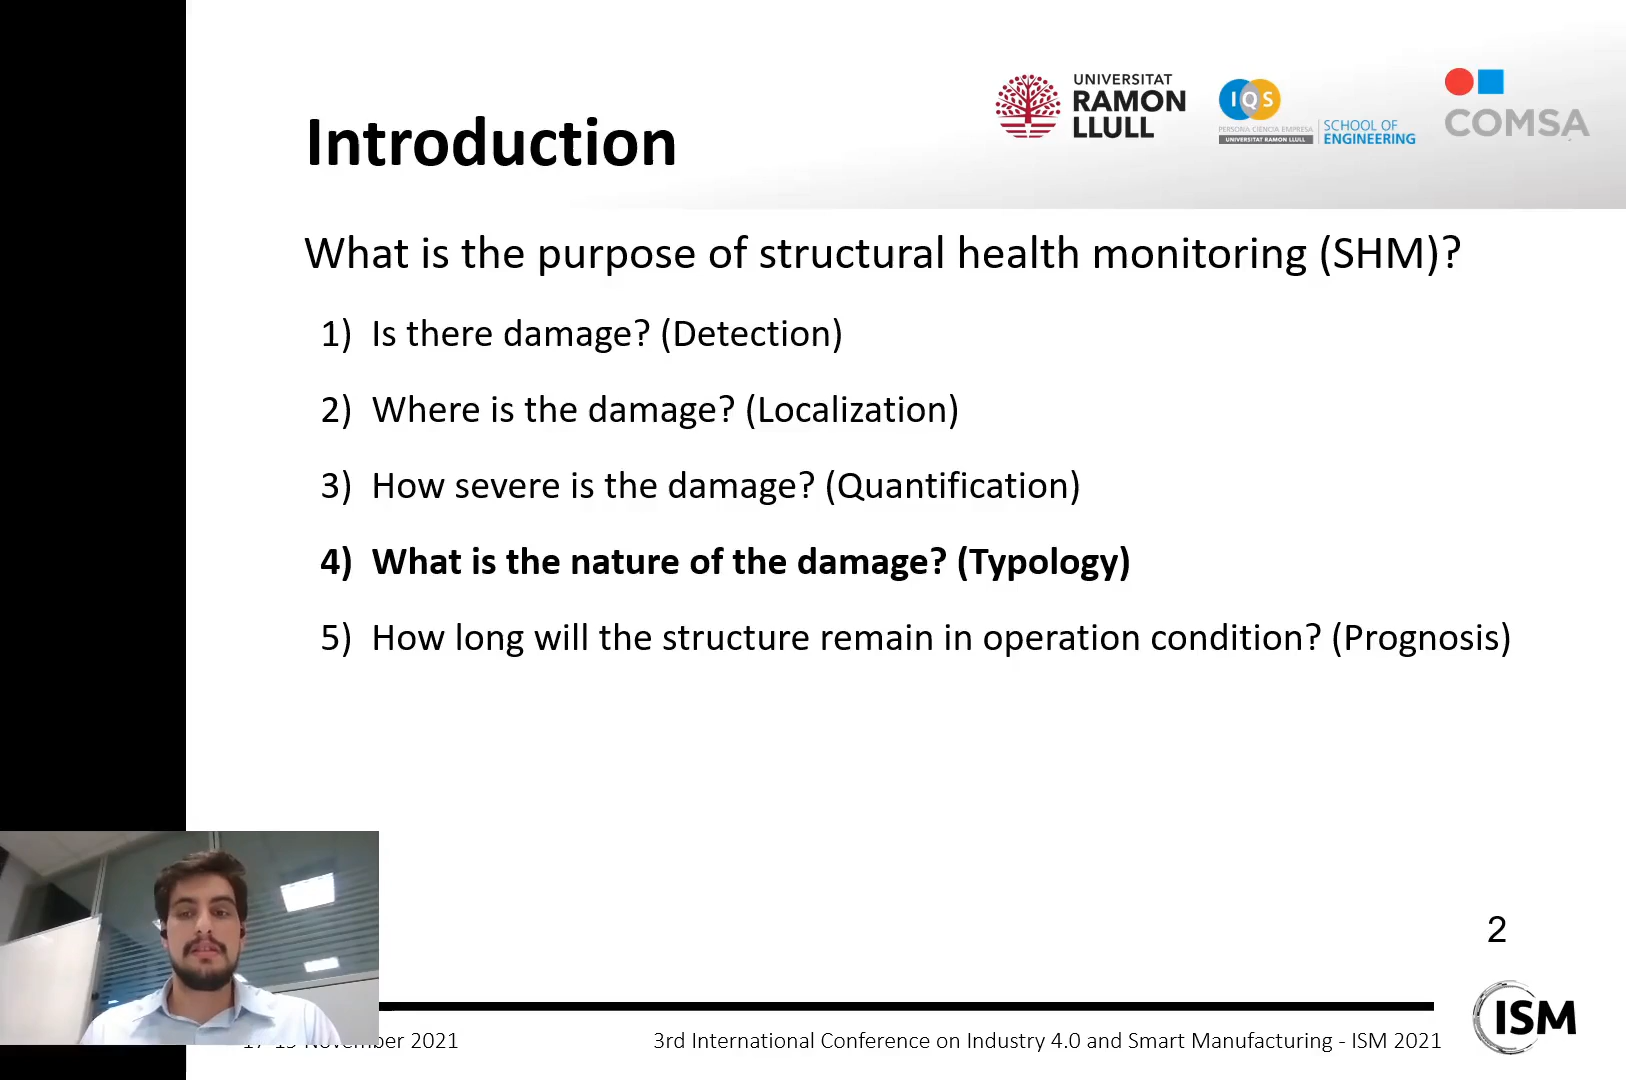 UNIVERSITAT
RAMON
LLULL
IQS
PERSONA CIÈNCIA EMPRESA
UNIVERSITAT RAMON LLULL
SCHOOL OF
ENGINEERING
COMSA
Introduction
What is the purpose of structural health monitoring (SHM)?
1) Is there damage? (Detection)
2) Where is the damage? (Localization)
3) How severe is the damage? (Quantification)
4) What is the nature of the damage? (Typology)
5) How long will the structure remain in operation condition? (Prognosis)
2
ISM
November 2021
3rd International Conference on Industry 4.0 and Smart Manufacturing - ISM 2021